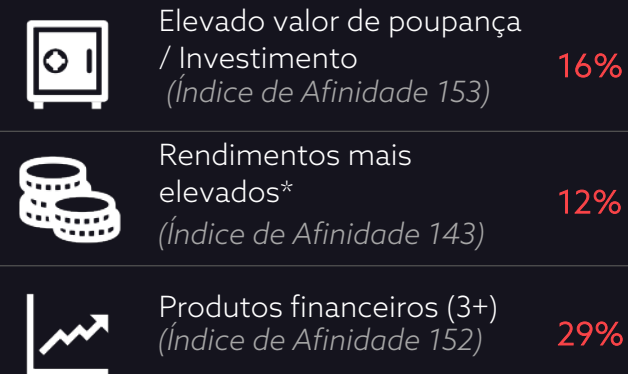 Elevado valor de poupança
/ Investimento
16%
(Índice de Afinidade 153)
Rendimentos mais
elevados*
12%
(Índice de Afinidade 143)
Produtos financeiros (3+)
29%
(Índice de Afinidade 152)